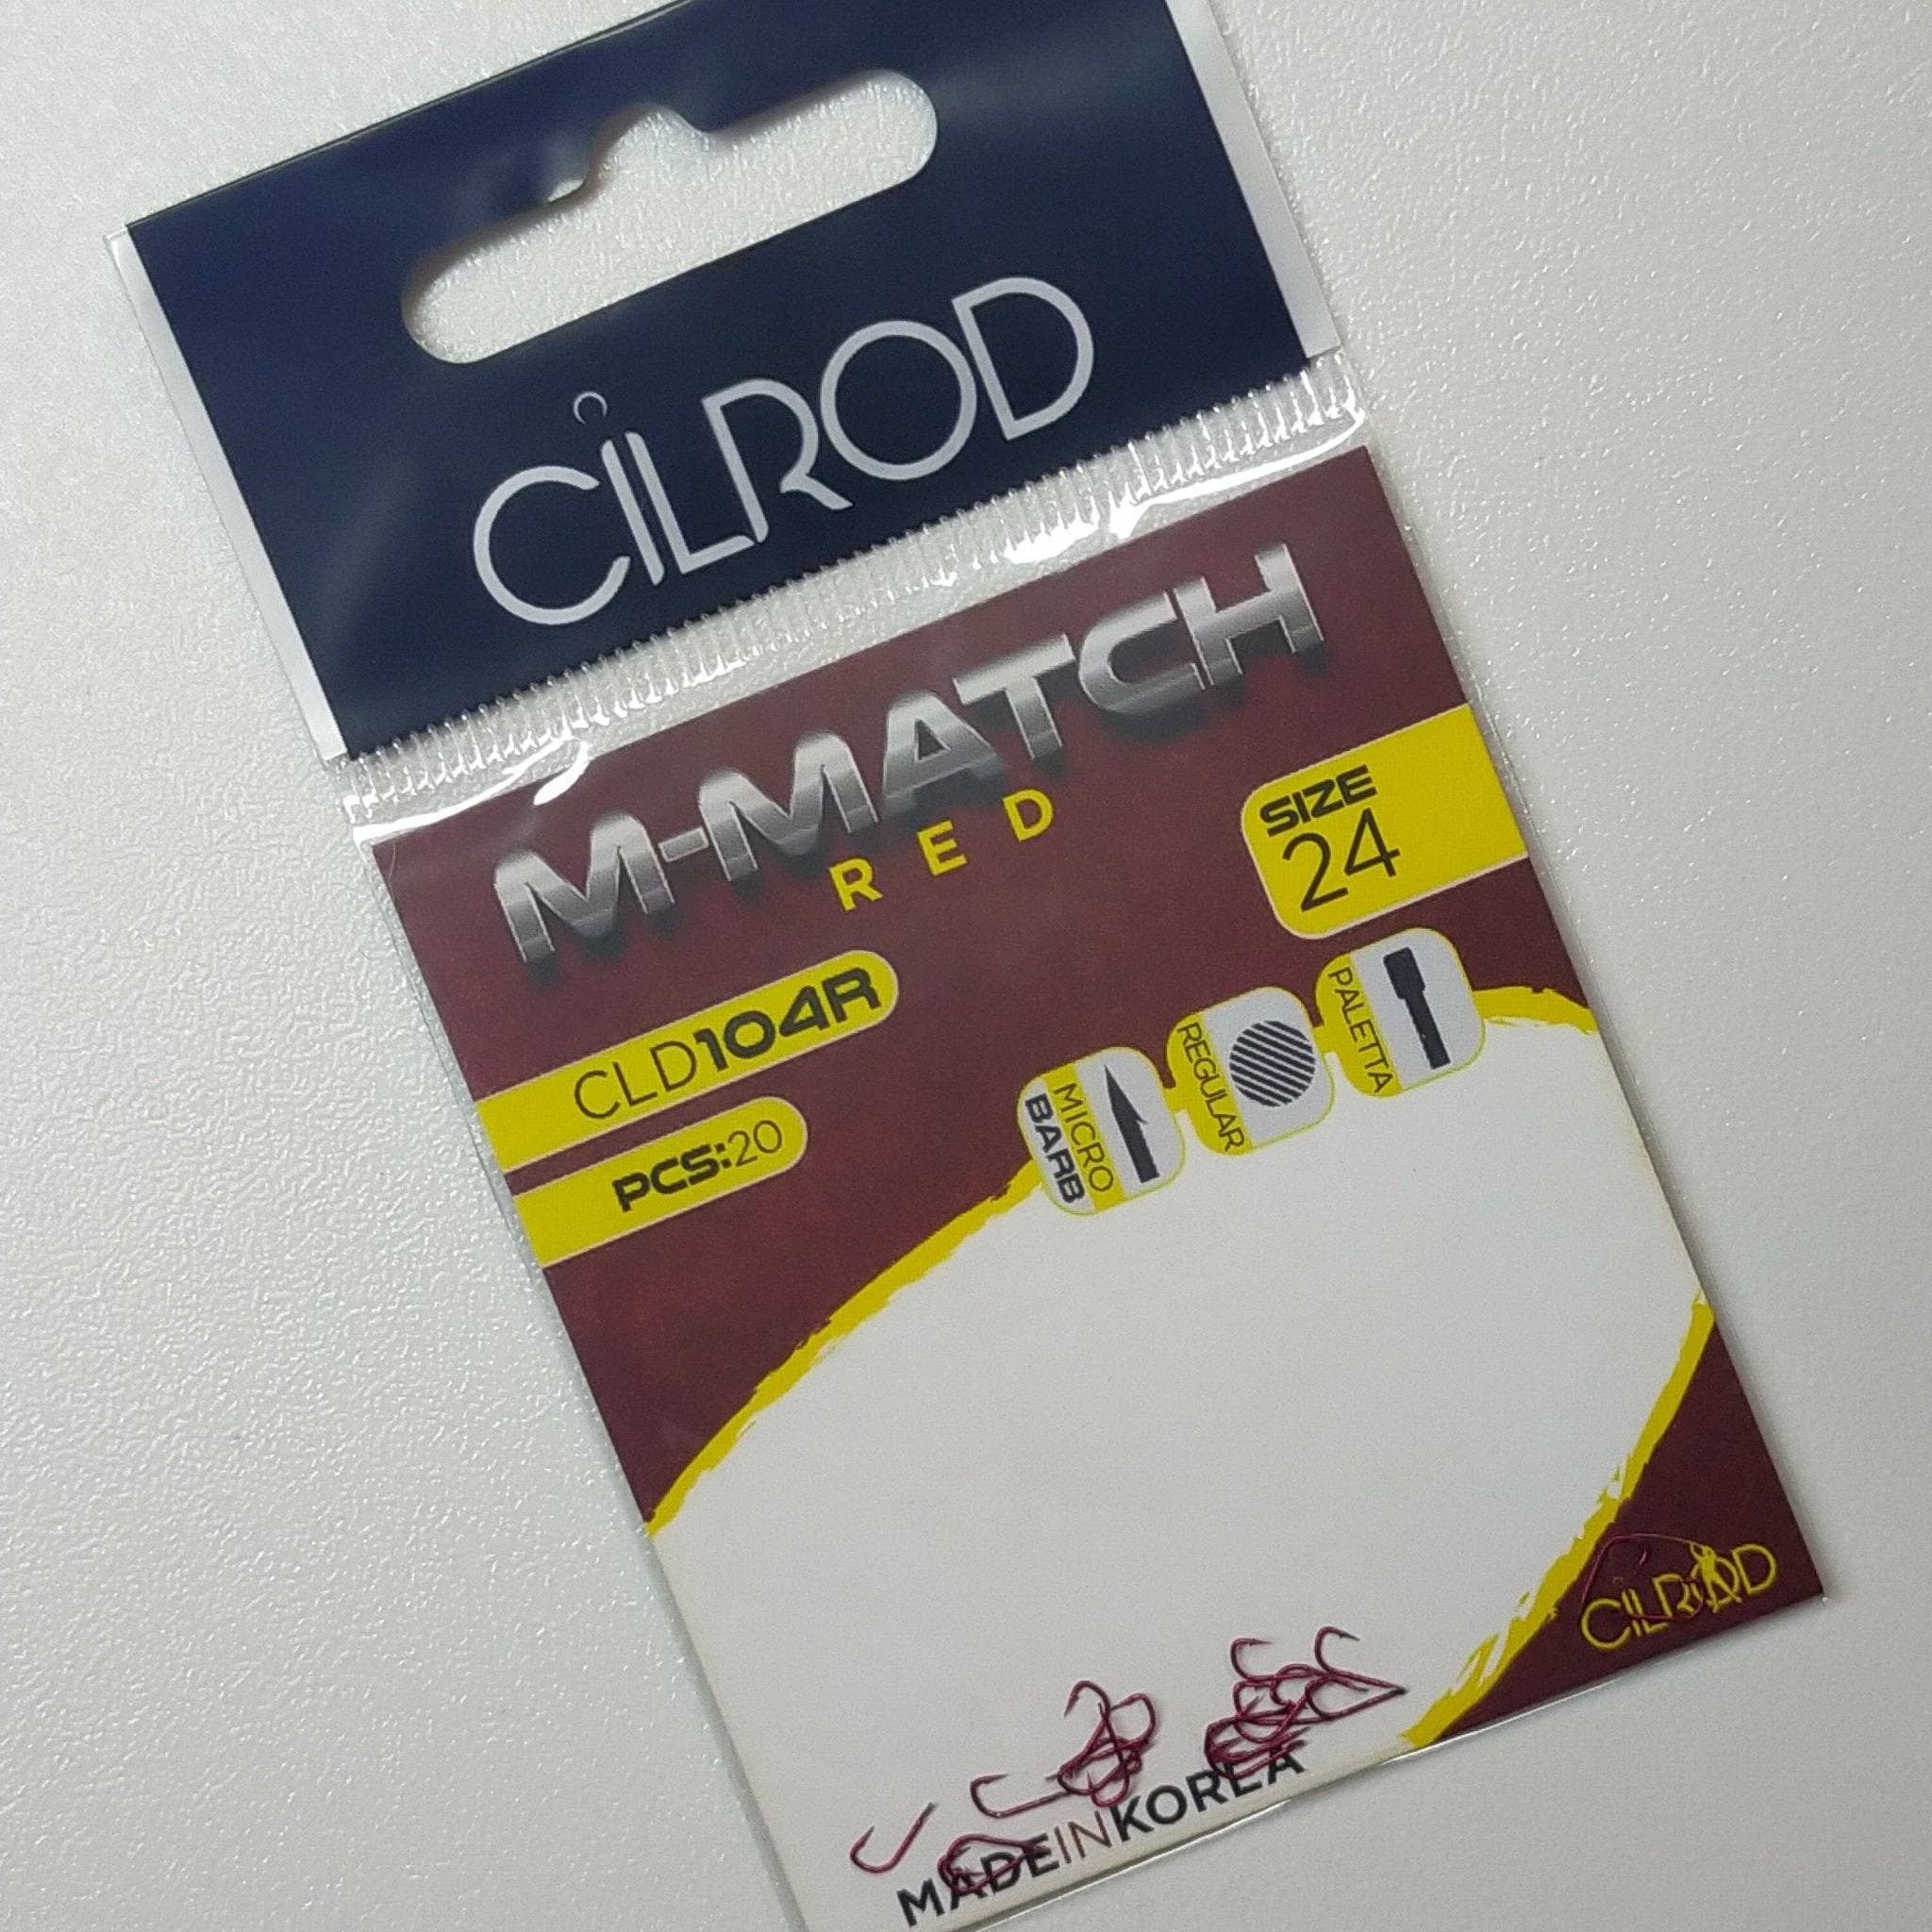 CILROD
M-MATCH
RED
SIZE
24
CLD104R
PCS:20
MICRO
BARB
REGULAR
PALETTA
CILROD
MADEINKOREA